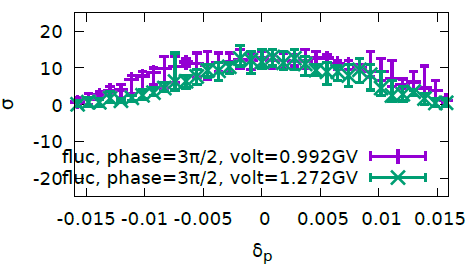 20
10
0
-10
-20
σ
fluc, phase=3π/2, volt=0.992GV
fluc, phase=3π/2, volt=1.272GV
-0.015 -0.01 -0.005 0 0.005 0.01 0.015
δp